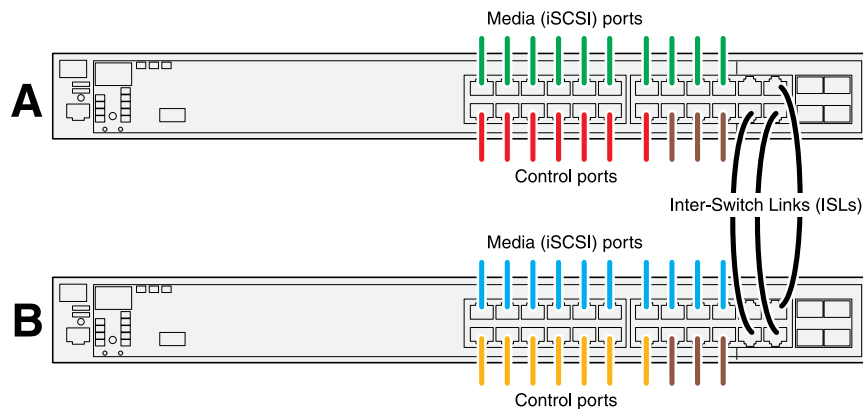 Media (iSCSI) ports
A
Control ports
Inter-Switch Links (ISLs)
Media (iSCSI) ports
B
Control ports